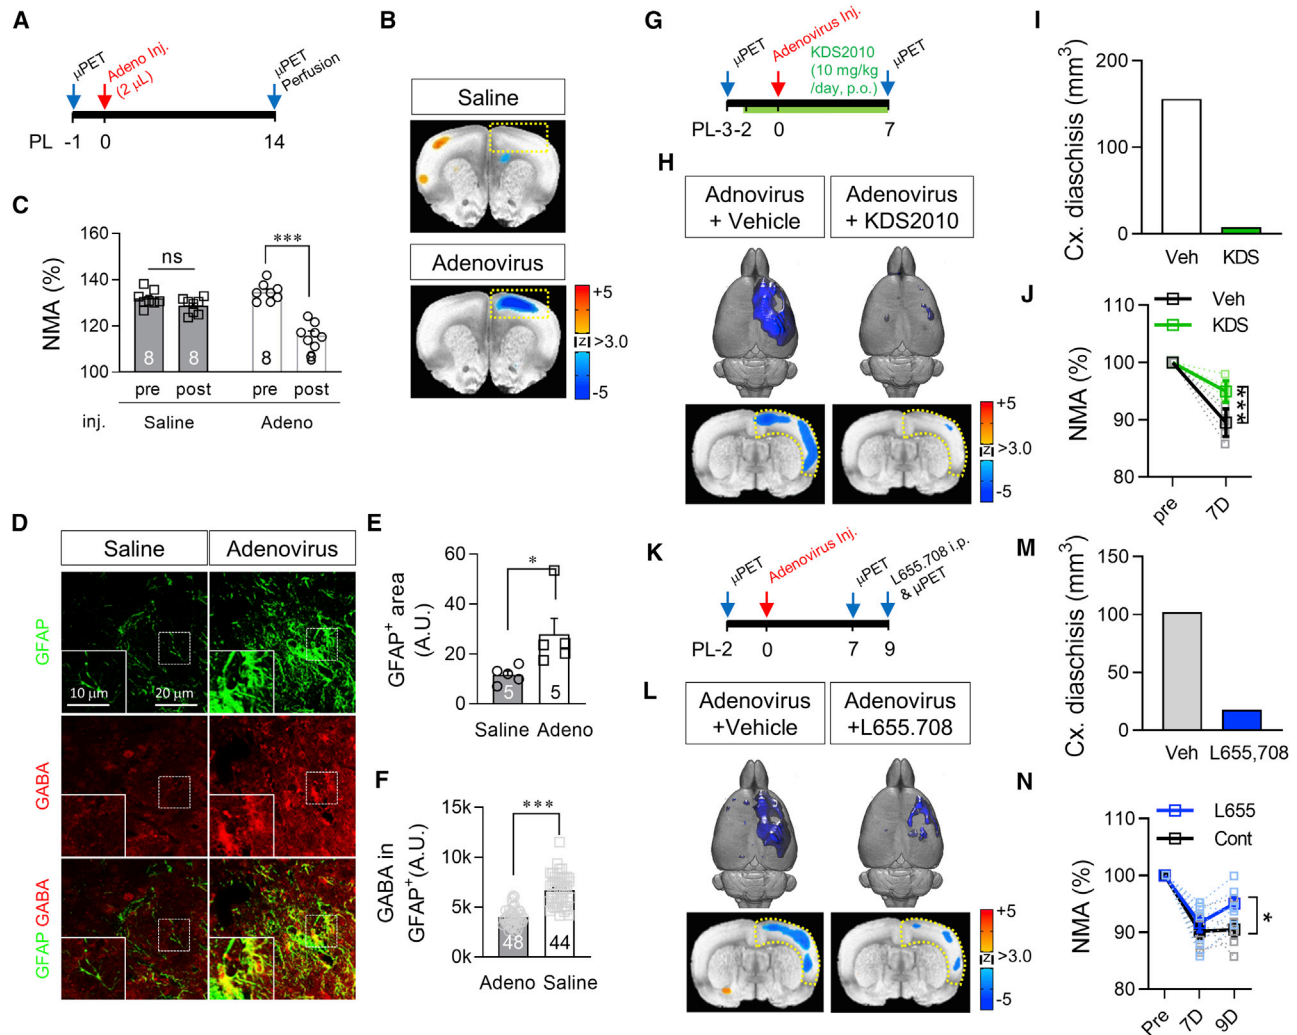 A
μPET
Adeno Inj.
(2 μL)
μPET
Perfusion
PL -1 0 14
B
Saline
Adenovirus
+5
|Z| >3.0
-5
C
NMA (%)
160
140
120
100
ns
***
8 8 8 8
pre post pre post
inj. Saline Adeno
D
Saline Adenovirus
GFAP
10 μm 20 μm
GABA
GFAP GABA
E
GFAP+ area
(A.U.)
60
40
20
0
*
5 5
Saline Adeno
F
GABA in
GFAP+(A.U.)
15k
10k
5k
0k
***
48 44
Adeno Saline
G
μPET
Adenovirus Inj.
KDS2010
(10 mg/kg
/day, p.o.)
μPET
PL-3 -2 0 7
H
Adnovirus
+ Vehicle
Adenovirus
+ KDS2010
+5
|Z| >3.0
-5
I
Cx. diaschisis (mm3)
200
100
0
Veh KDS
J
Veh
KDS
NMA (%)
110
100
90
80
***
pre 7D
K
μPET
Adenovirus Inj.
μPET
L655.708 i.p.
& μPET
PL-2 0 7 9
L
Adenovirus
+Vehicle
Adenovirus
+L655.708
+5
|Z| >3.0
-5
M
Cx. diaschisis (mm3)
150
100
50
0
Veh L655,708
N
L655
Cont
NMA (%)
110
100
90
80
*
Pre 7D 9D